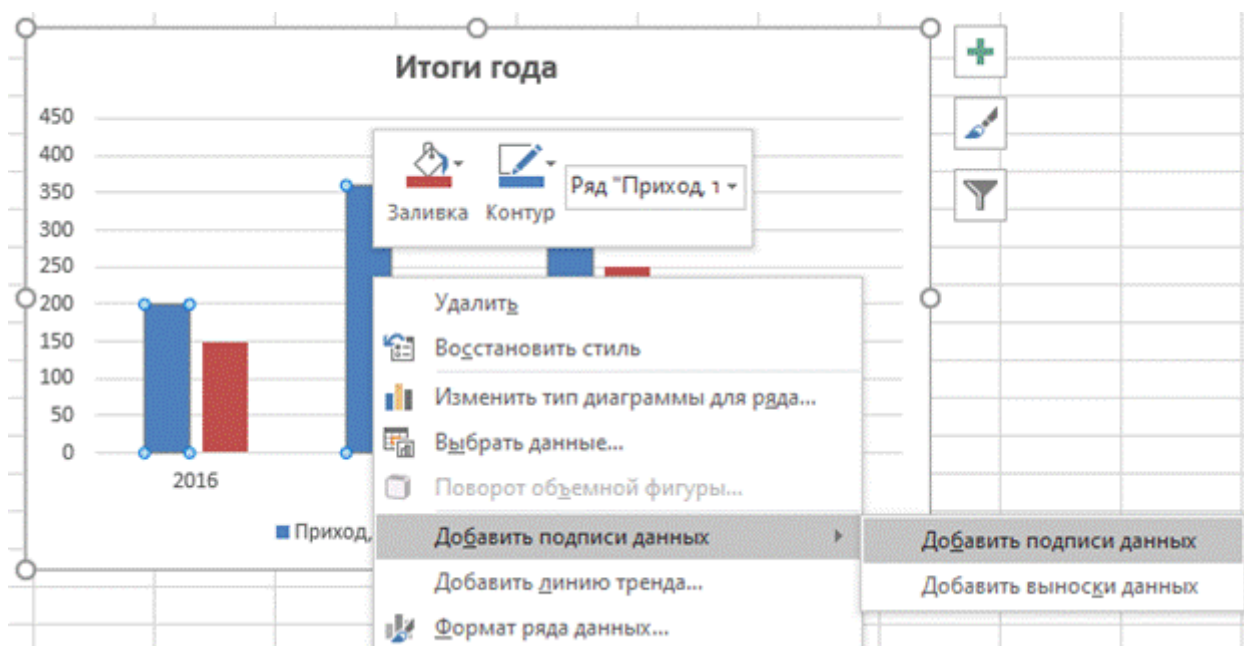 Итоги года
450
400
350
300
250
200
150
100
50
0
Заливка Контур
Ряд "Приход, т
2016
Приход,
Удалить
Восстановить стиль
Изменить тип диаграммы для ряда...
Выбрать данные...
Поворот объемной фигуры...
Добавить подписи данных
Добавить линию тренда...
Формат ряда данных...
Добавить подписи данных
Добавить выноски данных